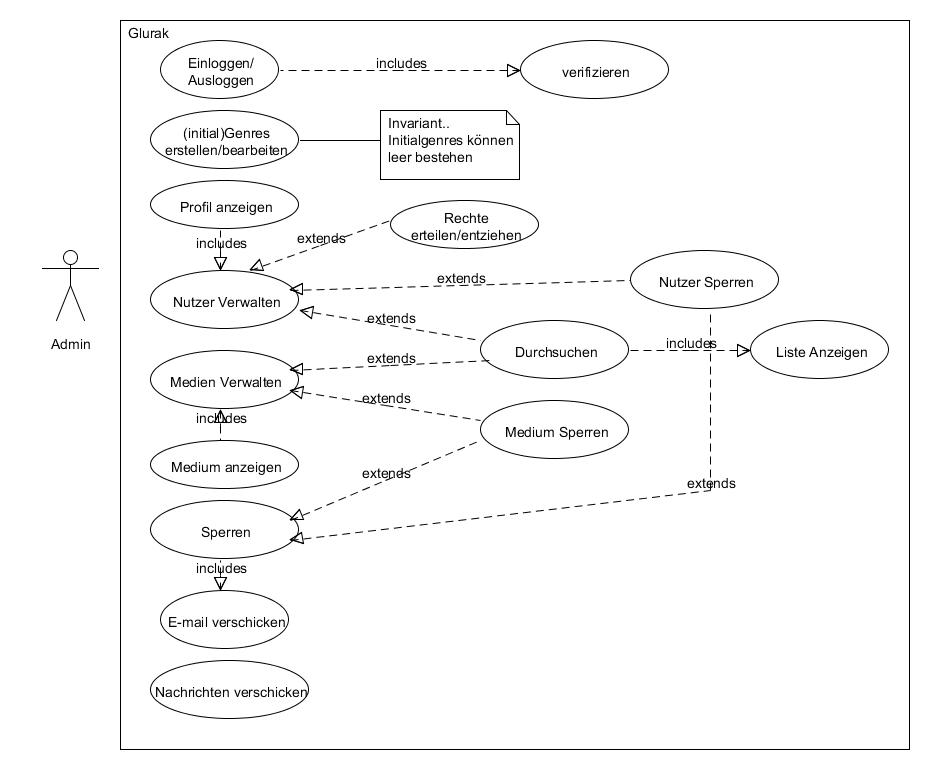 Glurak
Einloggen/
Ausloggen
includes
verifizieren
(initial)Genres
erstellen/bearbeiten
Invariant..
Initialgenres können
leer bestehen
Profil anzeigen
includes
extends
Rechte
erteilen/entziehen
Nutzer Verwalten
extends
Nutzer Sperren
extends
Durchsuchen
includes
Liste Anzeigen
Admin
Medien Verwalten
extends
extends
Medium Sperren
includes
Medium anzeigen
extends
extends
Sperren
includes
E-mail verschicken
Nachrichten verschicken